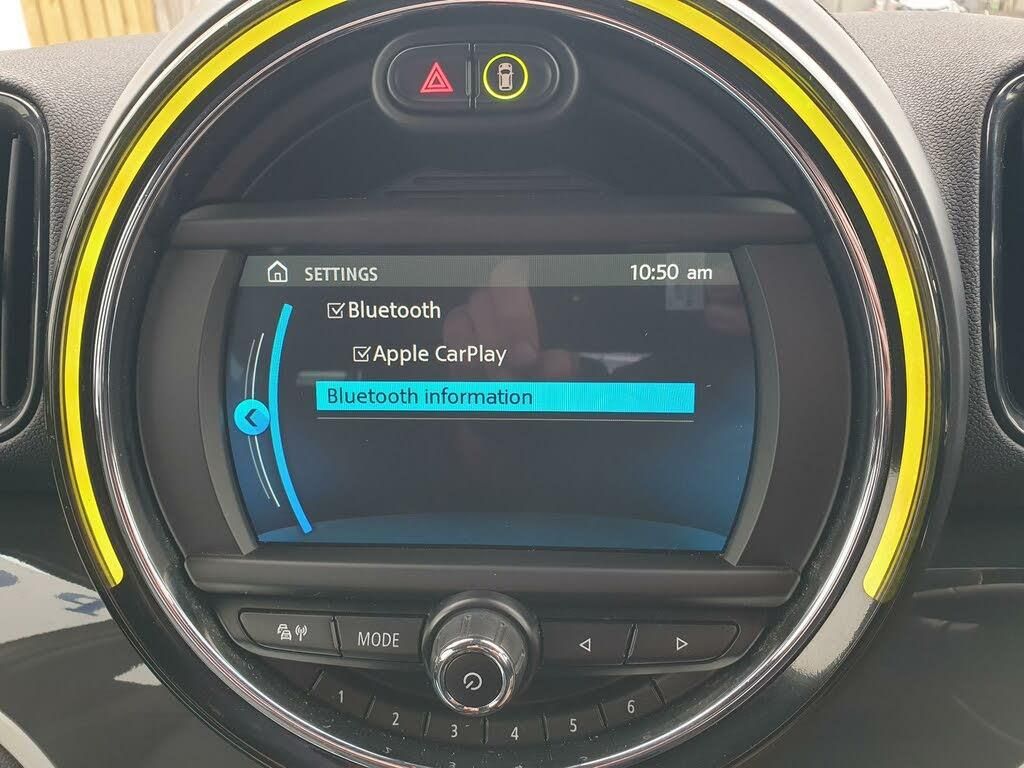 SETTINGS 10:50 am
Bluetooth
Apple CarPlay
Bluetooth information
MODE
1 2 3 4 5 6